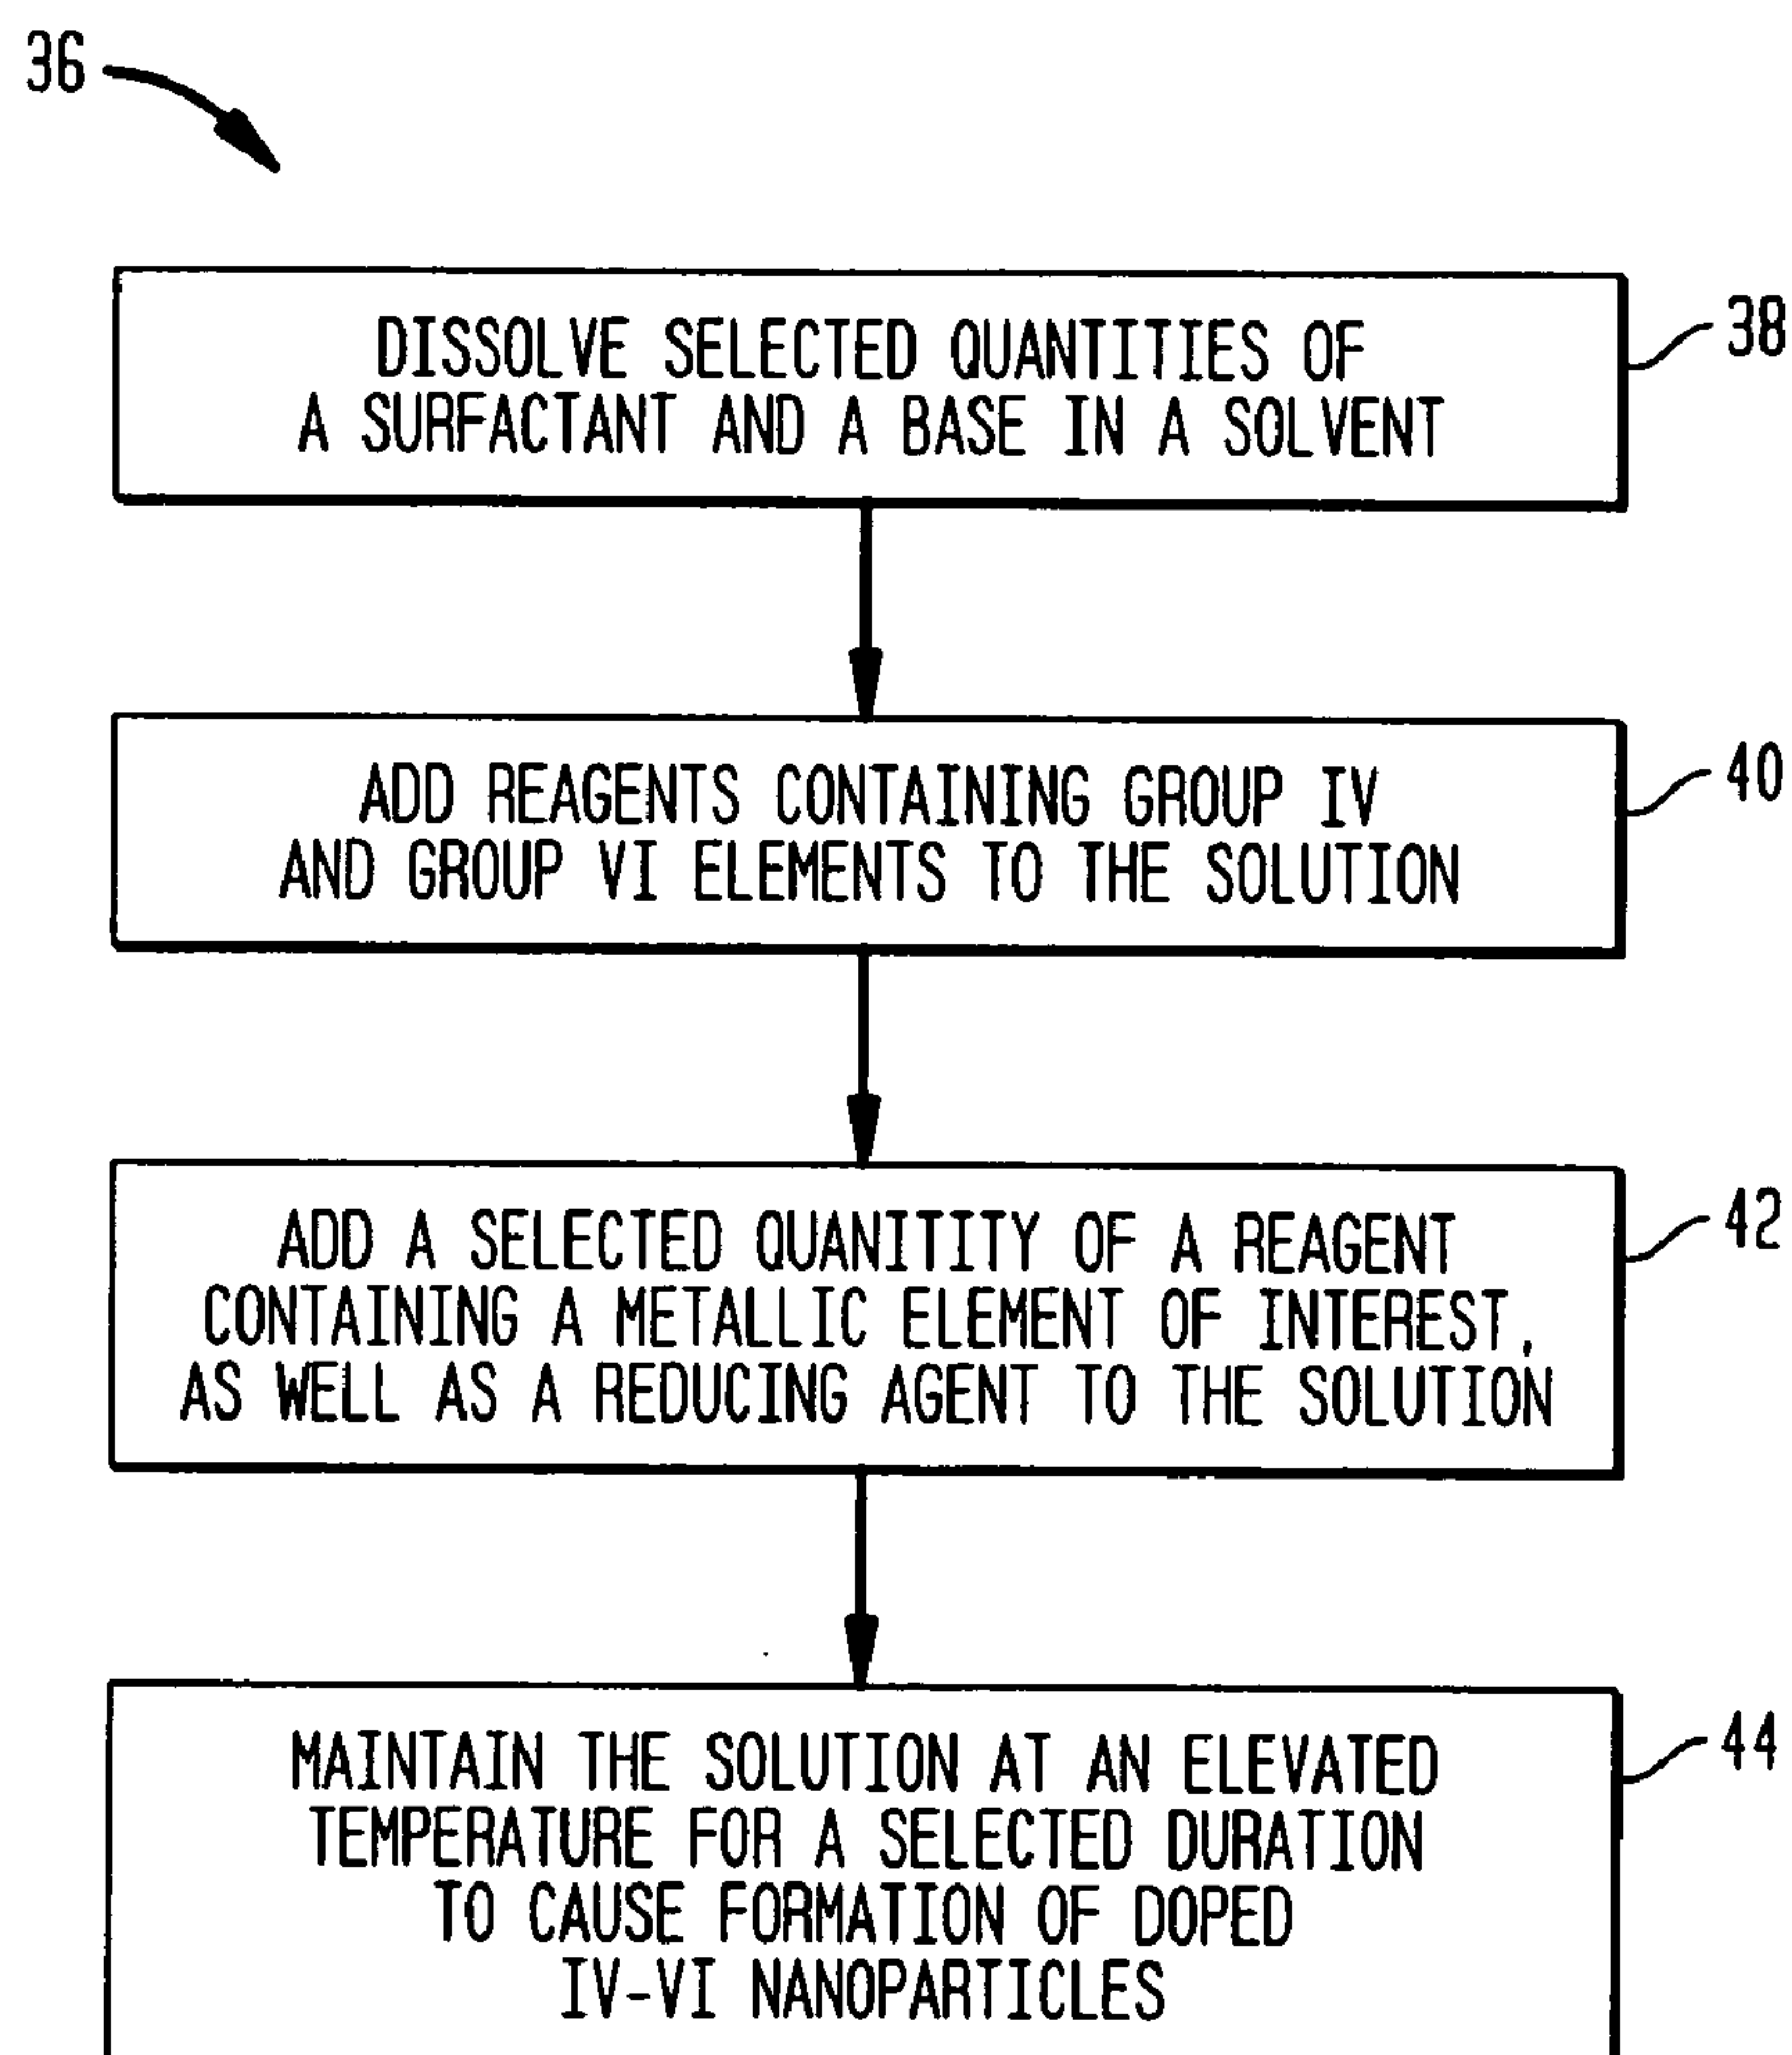 36
DISSOLVE SELECTED QUANTITIES OF
A SURFACTANT AND A BASE IN A SOLVENT
38
ADD REAGENTS CONTAINING GROUP IV
AND GROUP VI ELEMENTS TO THE SOLUTION
40
ADD A SELECTED QUANITITY OF A REAGENT
CONTAINING A METALLIC ELEMENT OF INTEREST,
AS WELL AS A REDUCING AGENT TO THE SOLUTION
42
MAINTAIN THE SOLUTION AT AN ELEVATED
TEMPERATURE FOR A SELECTED DURATION
TO CAUSE FORMATION OF DOPED
IV-VI NANOPARTICLES
44